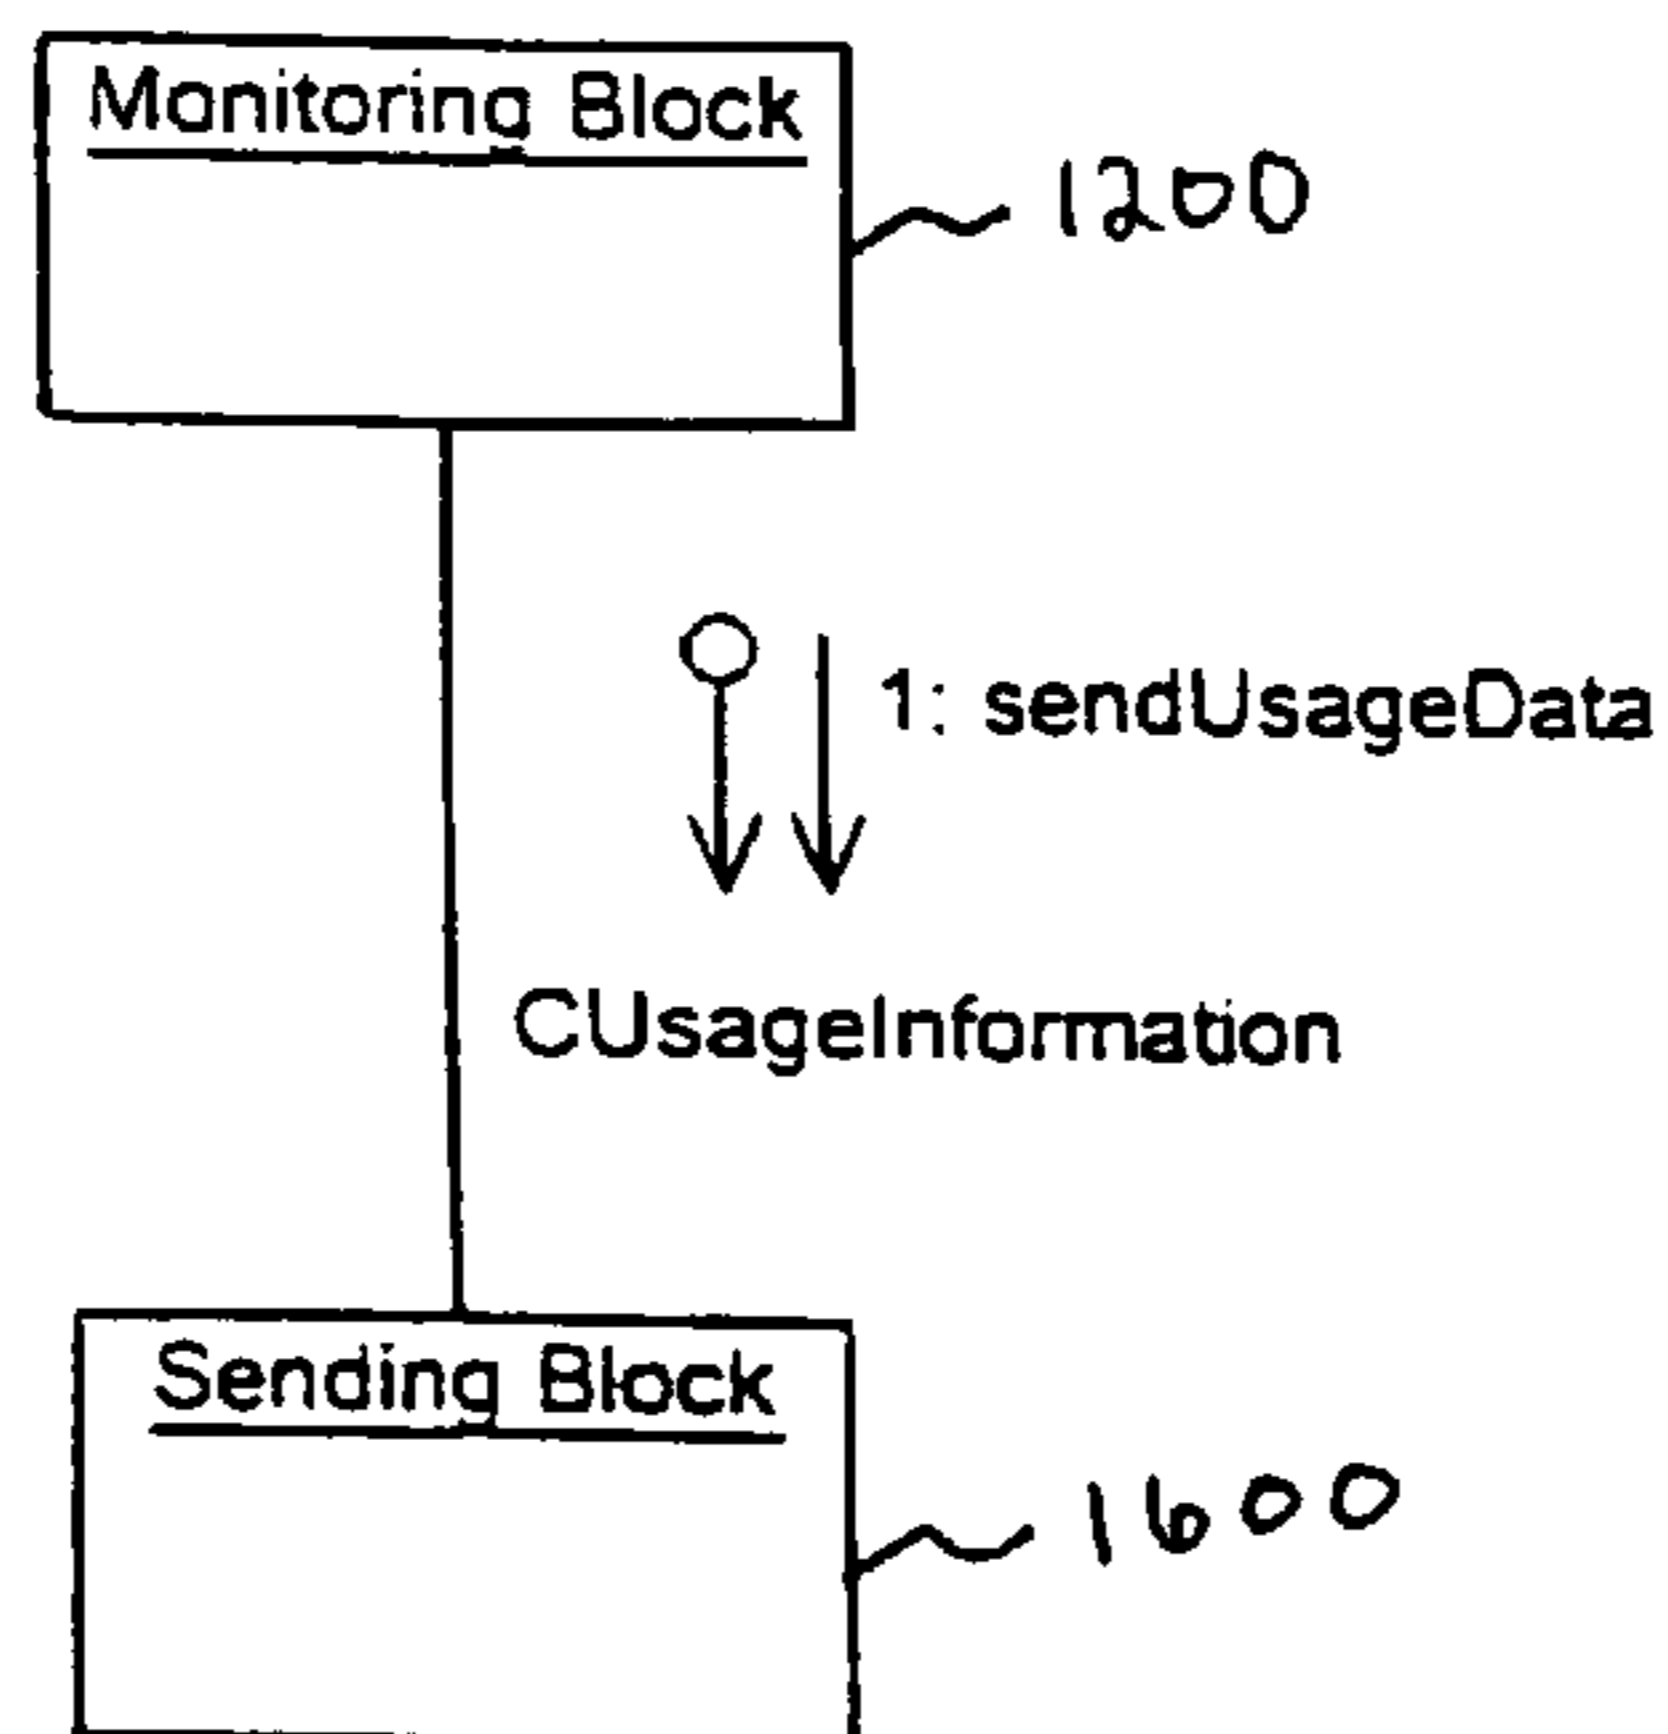 Monitoring Block
1200
1: sendUsageData
CUsageInformation
Sending Block
1600